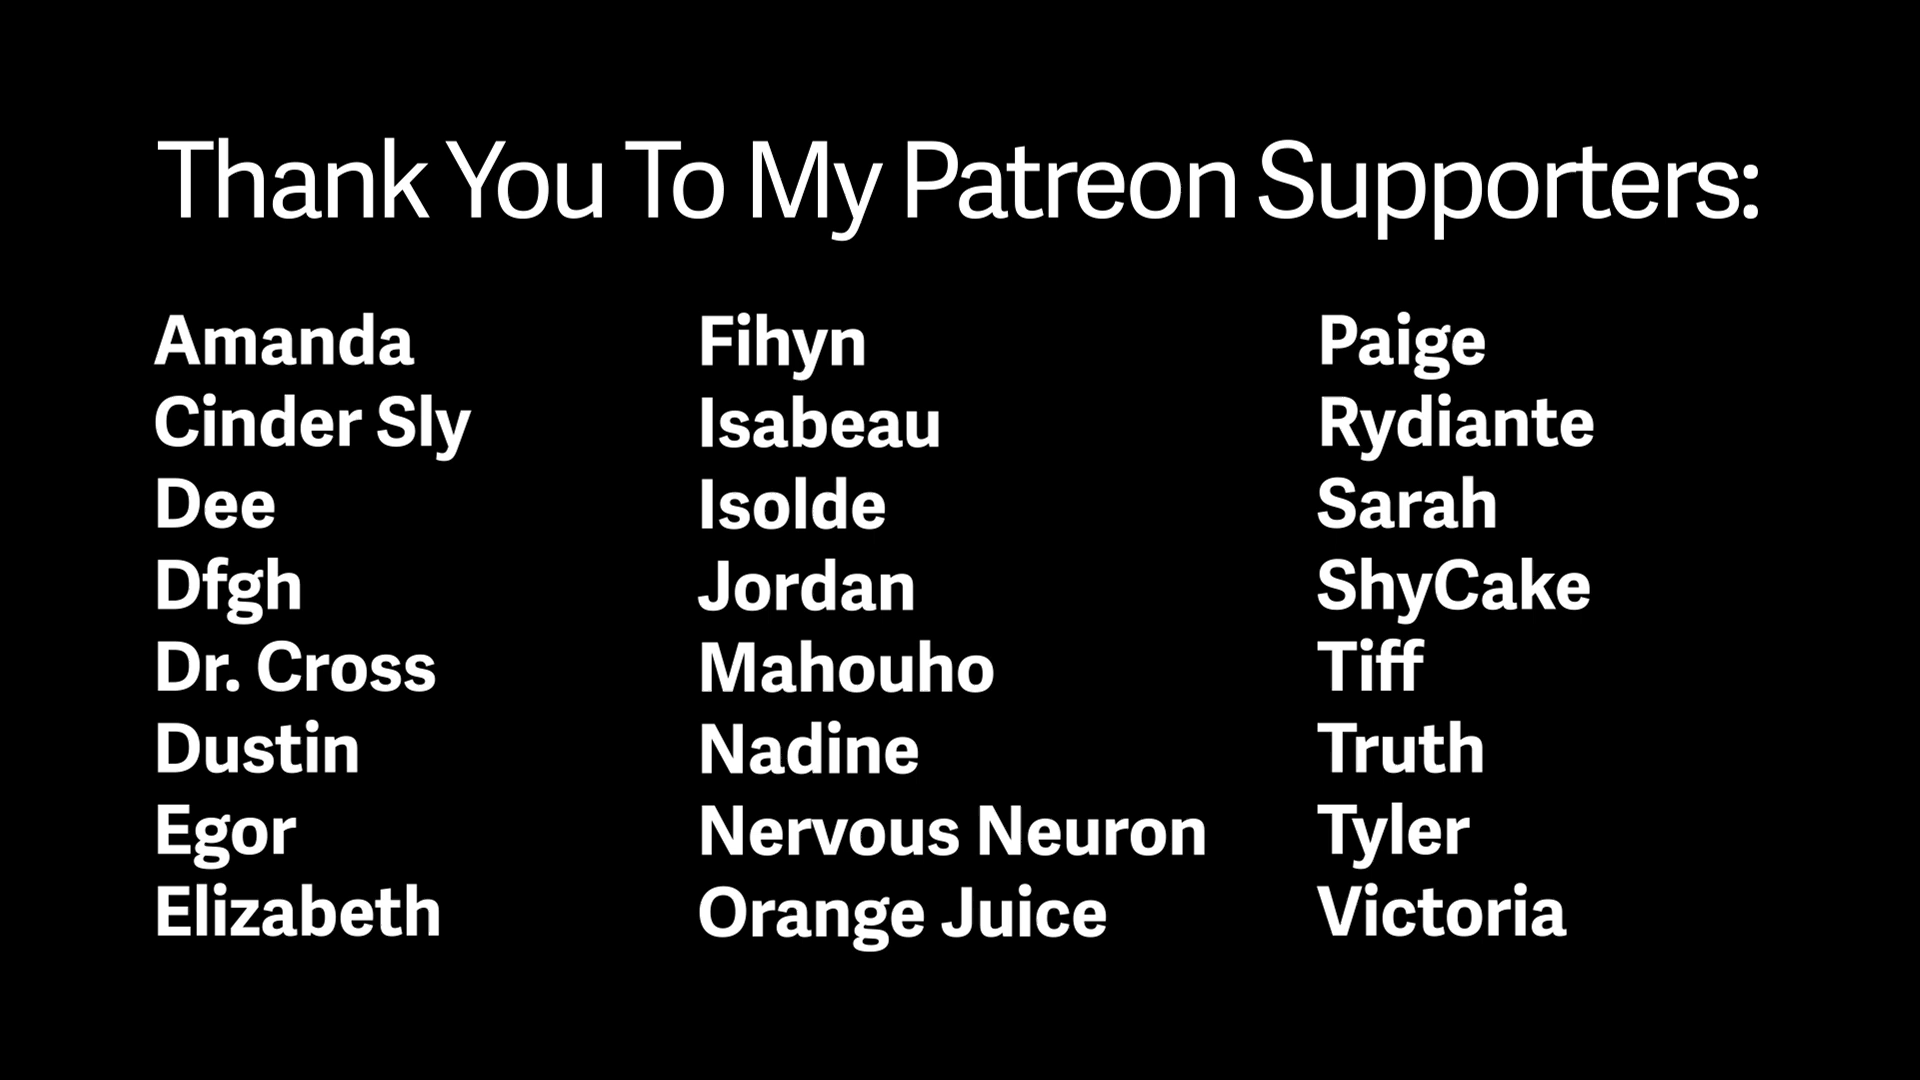 Thank You To My Patreon Supporters:
Amanda
Cinder Sly
Dee
Dfgh
Dr. Cross
Dustin
Egor
Elizabeth
Fihyn
Isabeau
Isolde
Jordan
Mahouho
Nadine
Nervous Neuron
Orange Juice
Paige
Rydiante
Sarah
ShyCake
Tiff
Truth
Tyler
Victoria